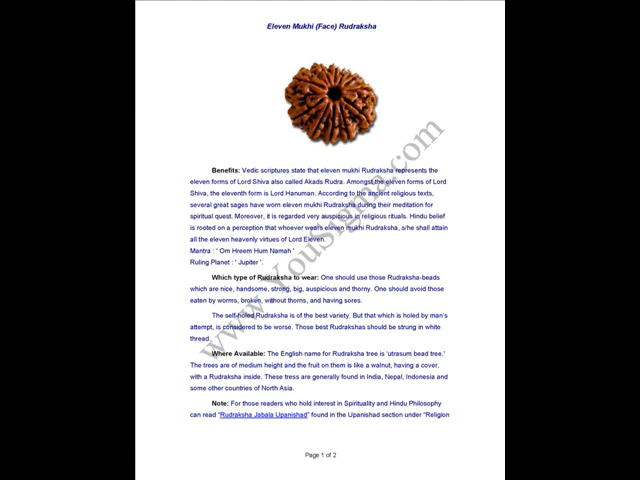 Eleven Mukhi (Face) Rudraksha
Benefits: Vedic scriptures state that eleven mukhi Rudraksha represents the
eleven forms of Lord Shiva also called Akads Rudra. Amongst the eleven forms of Lord
Shiva, the eleventh form is Lord Hanuman. According to the ancient religious texts,
several great sages have worn eleven mukhi Rudraksha during their meditation for
spiritual quest. Moreover, it is regarded very auspicious in religious rituals. Hindu belief
is rooted on a perception that whoever wears eleven mukhi Rudraksha, s/he shall attain
all the eleven heavenly virtues of Lord Eleven.
Mantra : ' Om Hreem Hum Namah '
Ruling Planet : ' Jupiter '.
Which type of Rudraksha to wear: One should use those Rudraksha-beads
which are nice, handsome, strong, big, auspicious and thorny. One should avoid those
eaten by worms, broken, without thorns, and having sores.
The self-holed Rudraksha is of the best variety. But that which is holed by man's
attempt, is considered to be worse. Those best Rudrakshas should be strung in white
thread.
Where Available: The English name for Rudraksha tree is 'utrasum bead tree.'
The trees are of medium height and the fruit on them is like a walnut, having a cover,
with a Rudraksha inside. These tress are generally found in India, Nepal, Indonesia and
some other countries of North Asia.
Note: For those readers who hold interest in Spirituality and Hindu Philosophy
can read "Rudraksha Jabala Upanishad" found in the Upanishad section under "Religion
www.YouSigma.com
Page 1 of 2